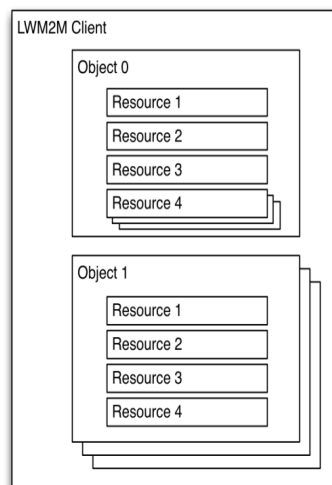 LWM2M Client
Object 0
Resource 1
Resource 2
Resource 3
Resource 4
Object 1
Resource 1
Resource 2
Resource 3
Resource 4